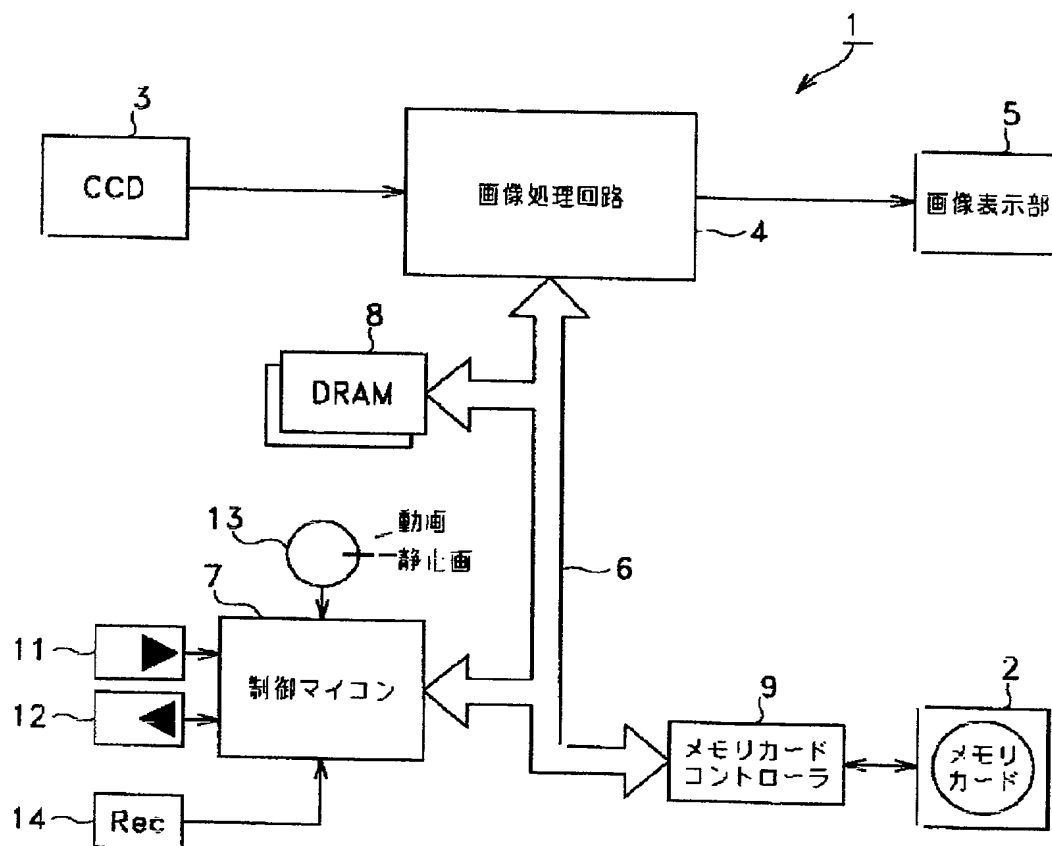 1
3
CCD
画像処理回路
4
5
画像表示部
8
DRAM
13
動画
静止画
6
7
制御マイコン
11
12
14
Rec
9
メモリカード
コントローラ
2
メモリ
カード